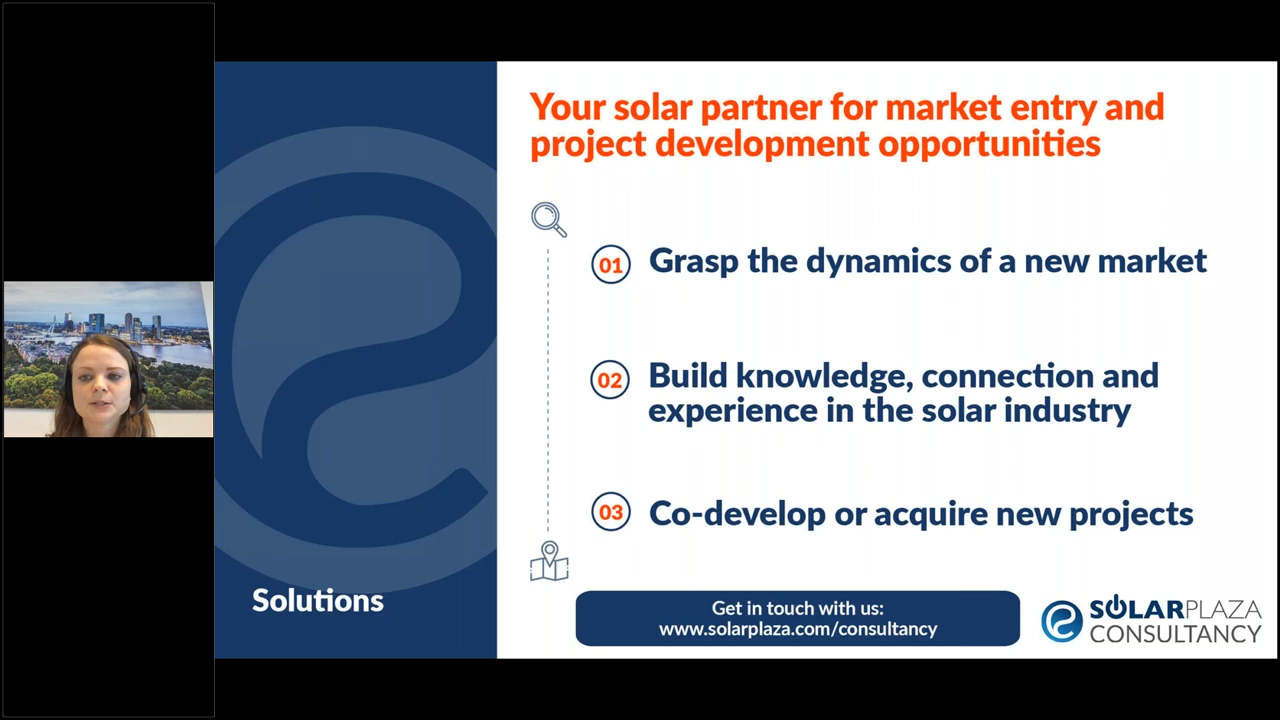 Your solar partner for market entry and
project development opportunities
01 Grasp the dynamics of a new market
02 Build knowledge, connection and
experience in the solar industry
03 Co-develop or acquire new projects
Solutions
Get in touch with us:
www.solarplaza.com/consultancy
SOLARPLAZA
CONSULTANCY